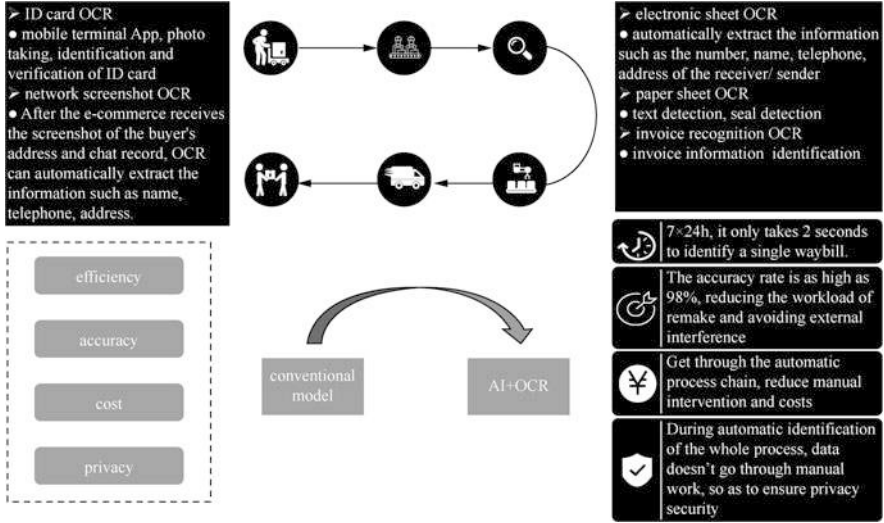 ➢ ID card OCR
● mobile terminal App, photo
taking, identification and
verification of ID card
➢ network screenshot OCR
● After the e-commerce receives
the screenshot of the buyer's
address and chat record, OCR
can automatically extract the
information such as name,
telephone, address.
➢ electronic sheet OCR
● automatically extract the information
such as the number, name, telephone,
address of the receiver/ sender
➢ paper sheet OCR
● text detection, seal detection
➢ invoice recognition OCR
● invoice information identification
efficiency
accuracy
cost
privacy
conventional
model
AI+OCR
7×24h, it only takes 2 seconds
to identify a single waybill.
The accuracy rate is as high as
98%, reducing the workload of
remake and avoiding external
interference
¥
Get through the automatic
process chain, reduce manual
intervention and costs
During automatic identification
of the whole process, data
doesn't go through manual
work, so as to ensure privacy
security